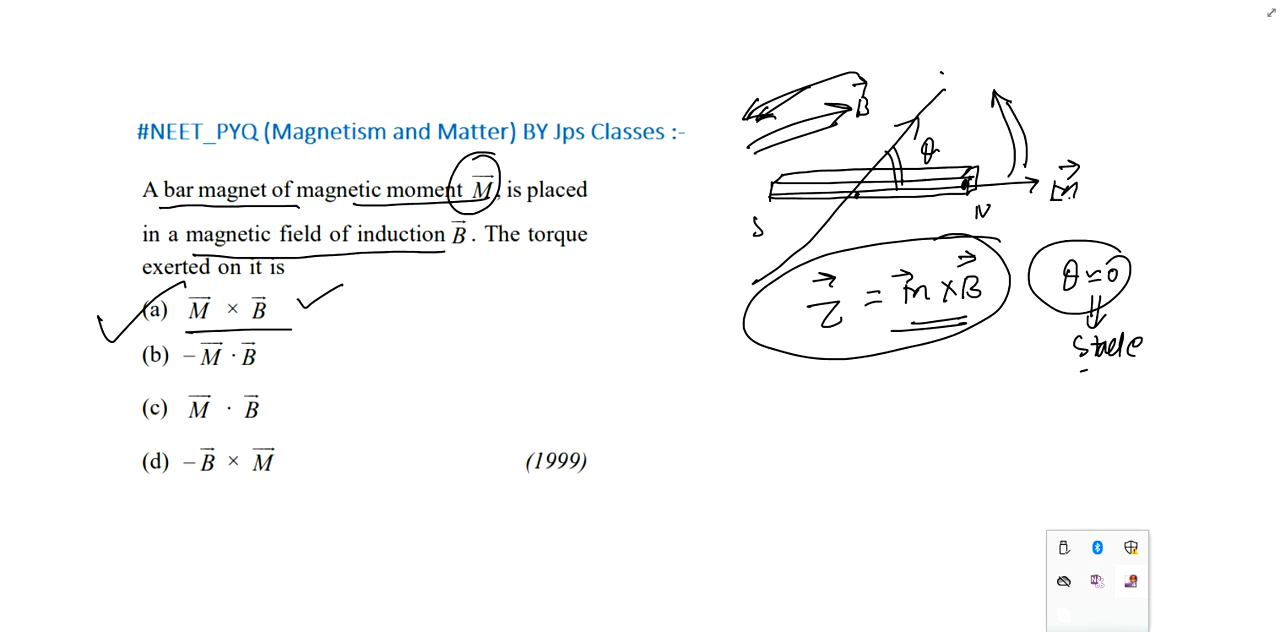 #NEET_PYQ (Magnetism and Matter) BY Jps Classes :-
A bar magnet of magnetic moment M⃗, is placed
in a magnetic field of induction B⃗. The torque
exerted on it is
(a) M⃗ × B⃗
(b) –M⃗ · B⃗
(c) M⃗ · B⃗
(d) –B⃗ × M⃗ (1999)
B⃗
θ
S
N
m⃗
τ⃗ = m⃗ × B⃗
θ = 0